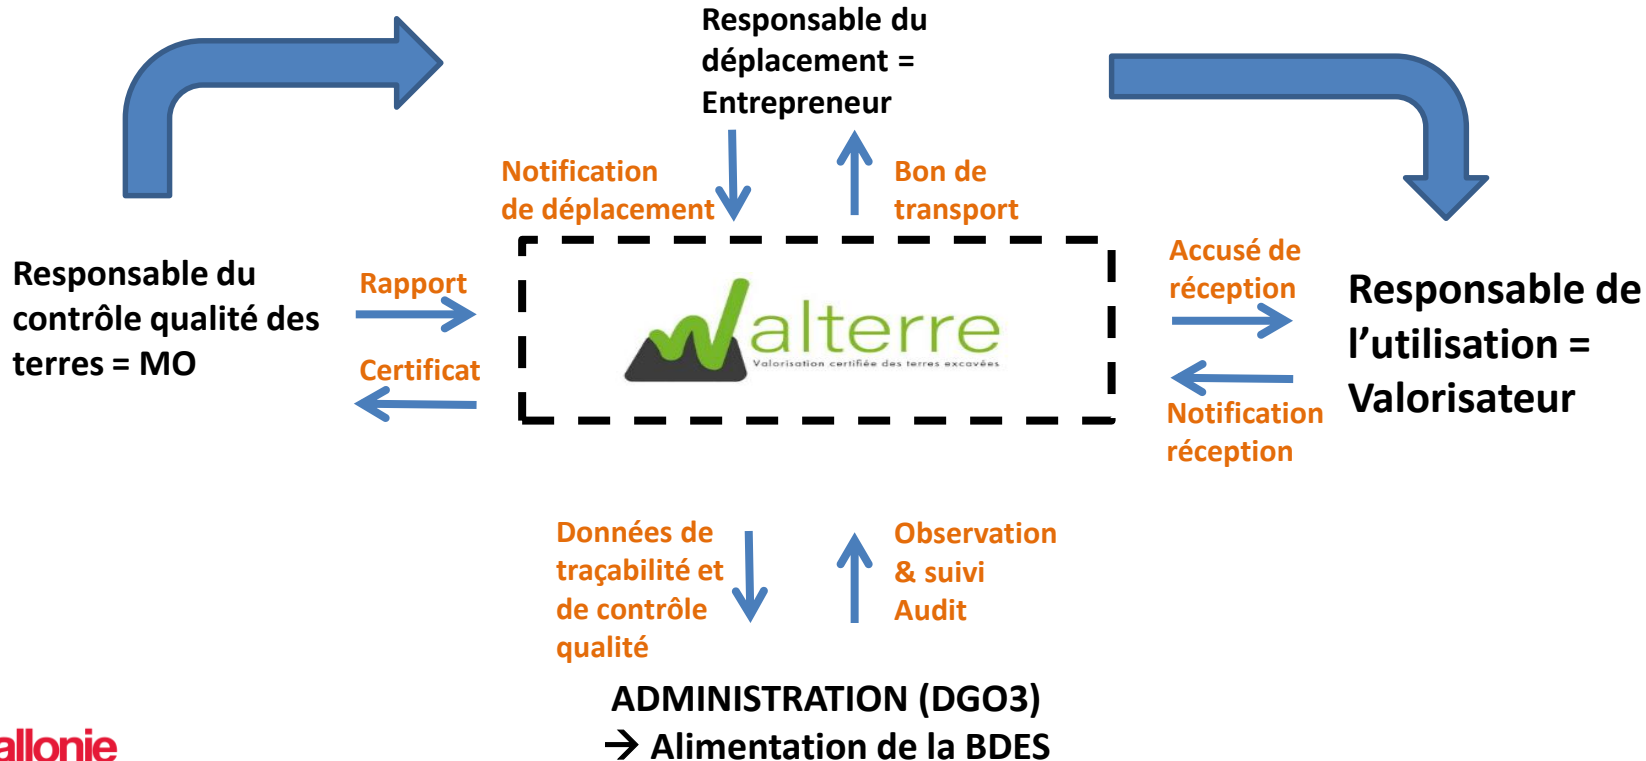 Responsable du
déplacement =
Entrepreneur
Notification
de déplacement
Bon de
transport
Responsable du
contrôle qualité des
terres = MO
Rapport
Certificat
Walterre
Valorisation certifiée des terres excavées
Accusé de
réception
Notification
réception
Responsable de
l’utilisation =
Valorisateur
Données de
traçabilité et
de contrôle
qualité
Observation
& suivi
Audit
ADMINISTRATION (DGO3)
→ Alimentation de la BDES
allonie